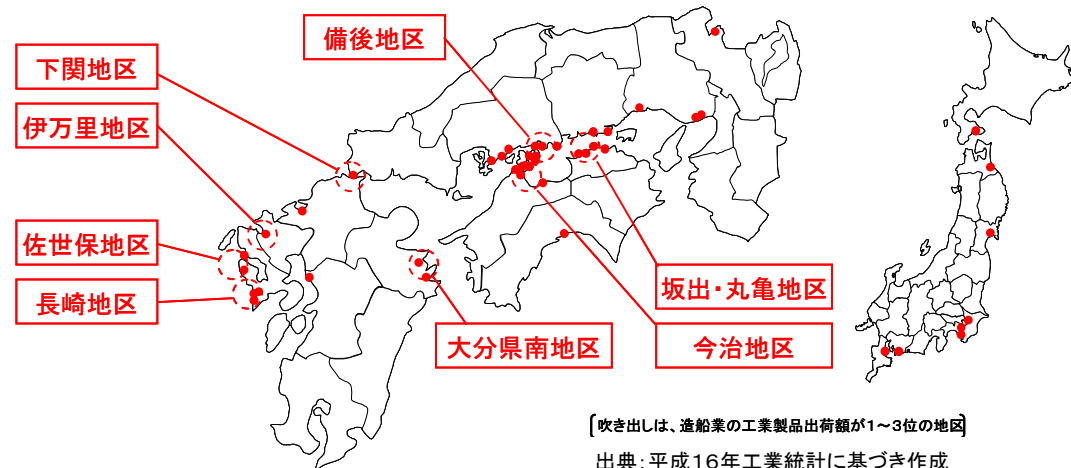 備後地区
下関地区
伊万里地区
佐世保地区
長崎地区
坂出・丸亀地区
大分県南地区
今治地区
吹き出しは、造船業の工業製品出荷額が1～3位の地区
出典：平成16年工業統計に基づき作成